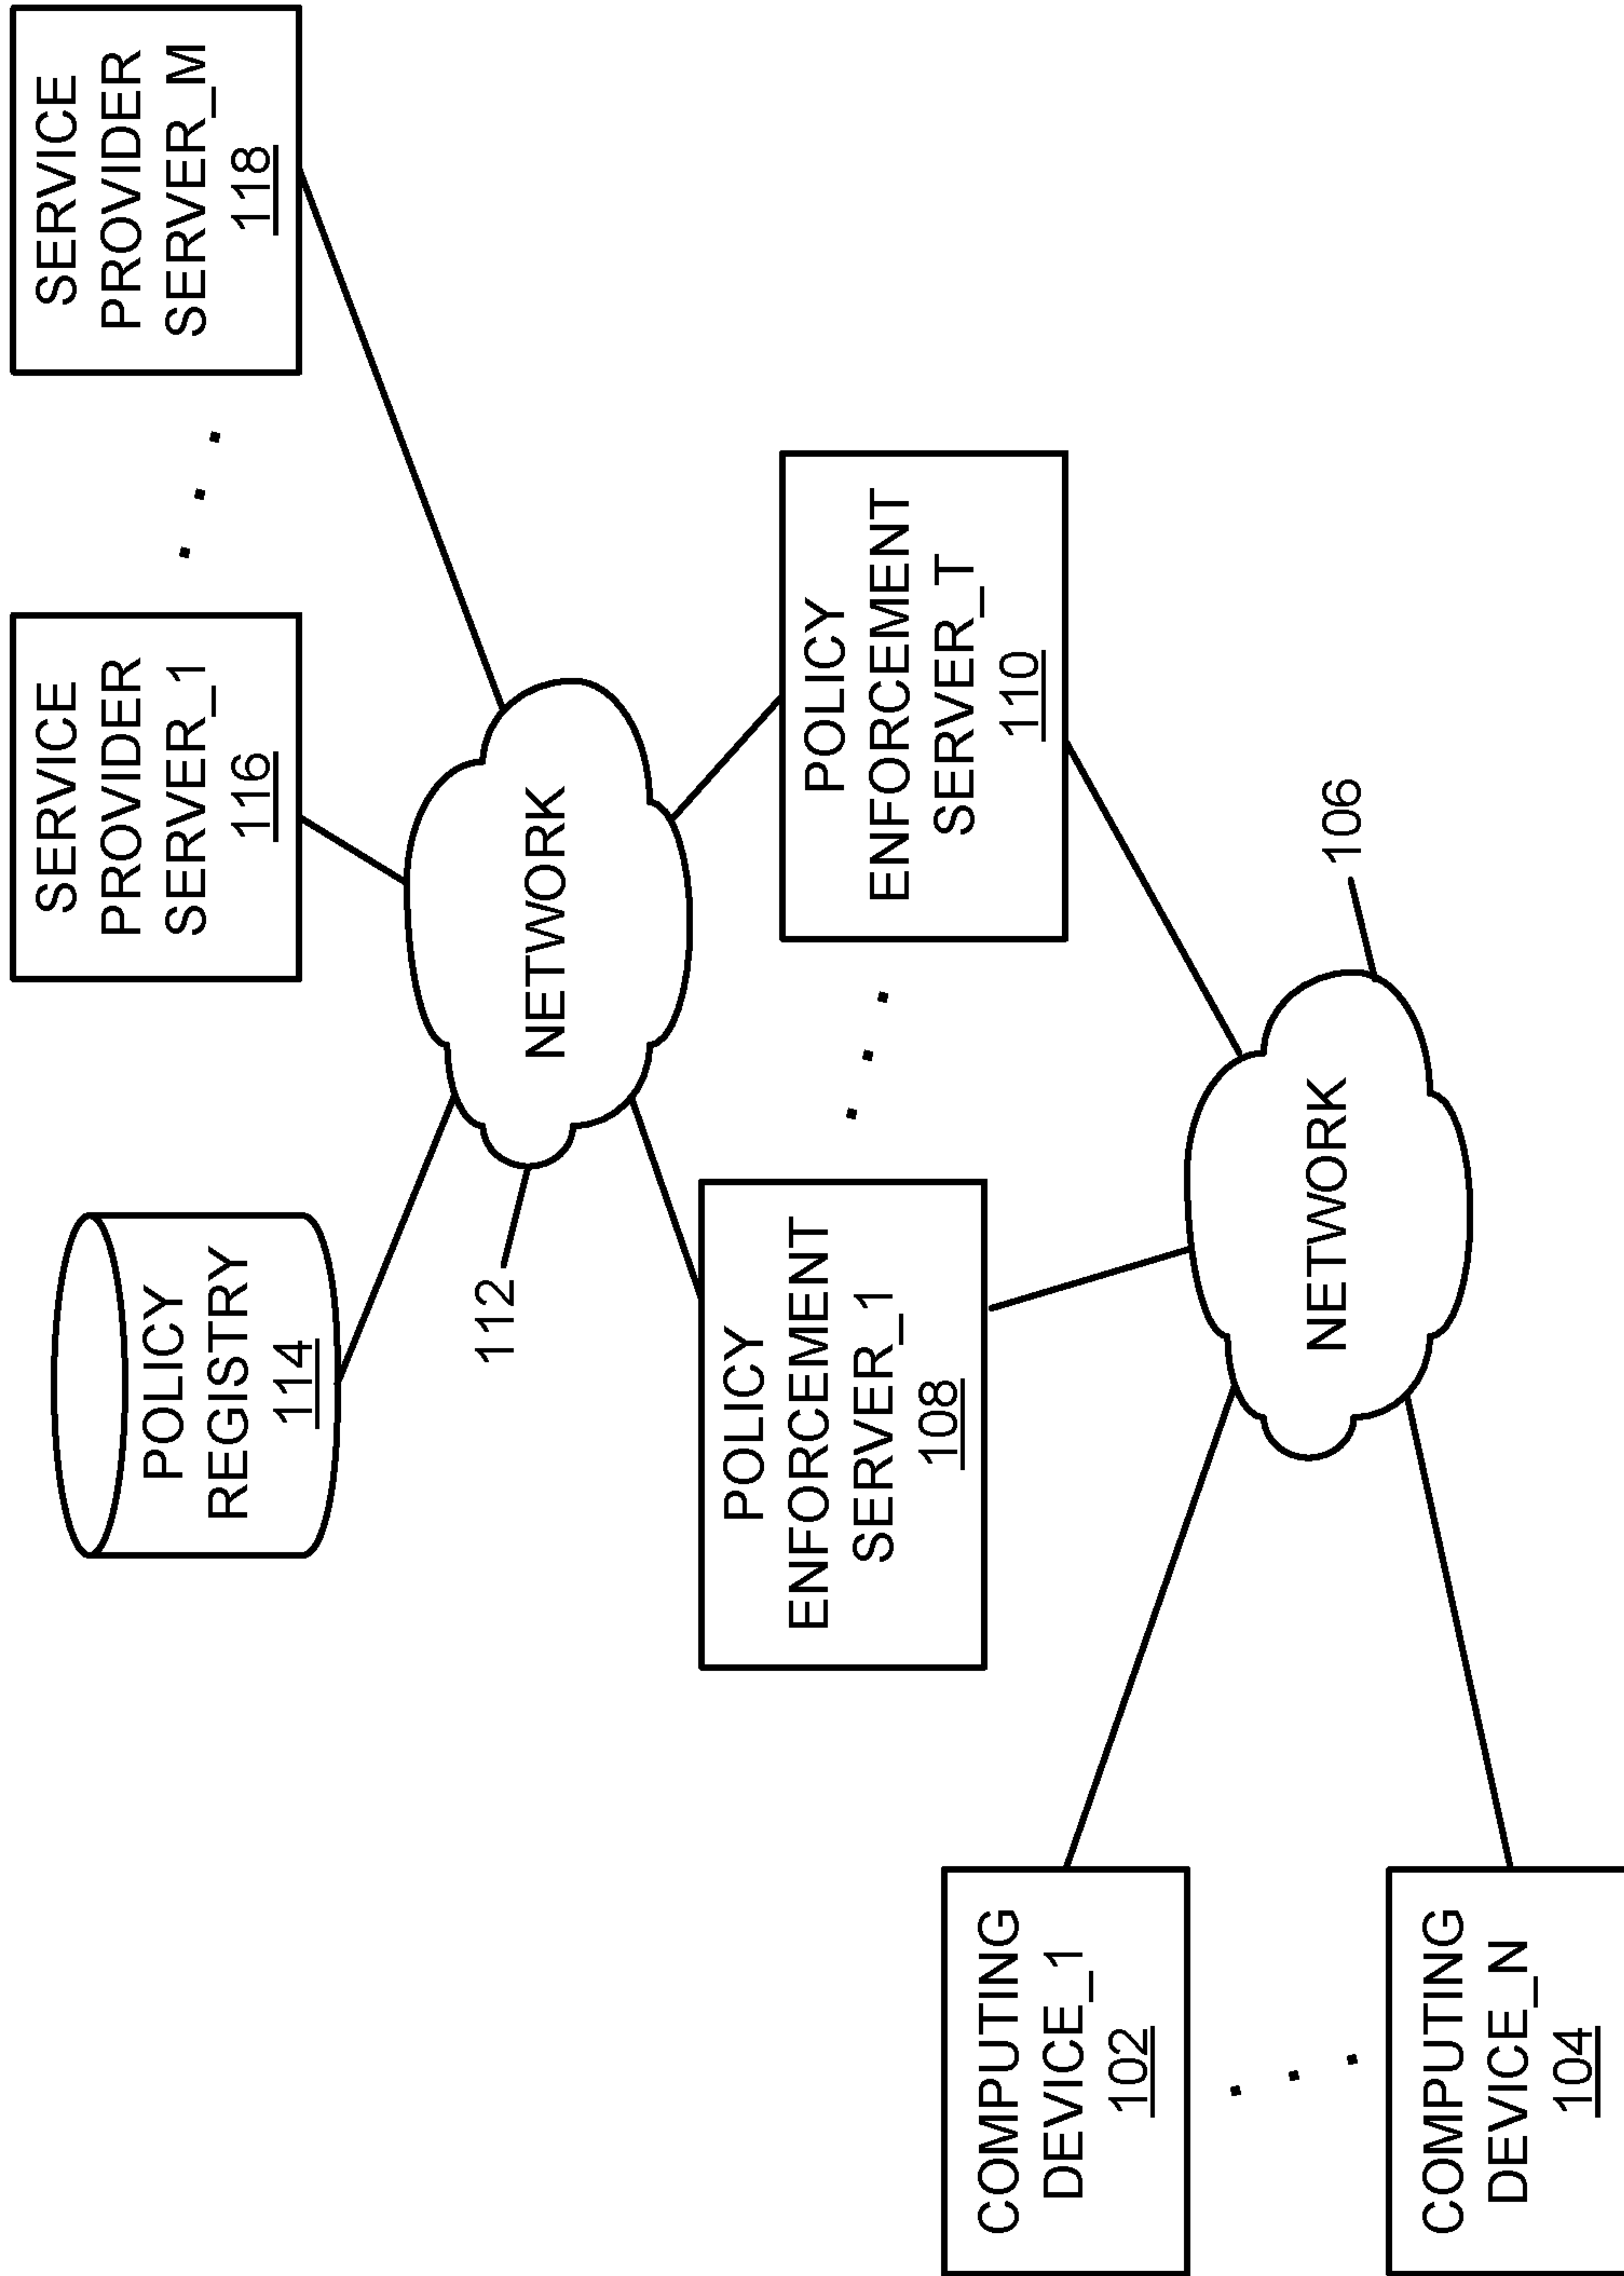 POLICY
REGISTRY
114
SERVICE
PROVIDER
SERVER_1
116
SERVICE
PROVIDER
SERVER_M
118
112
NETWORK
POLICY
ENFORCEMENT
SERVER_1
108
POLICY
ENFORCEMENT
SERVER_T
110
COMPUTING
DEVICE_1
102
NETWORK
106
COMPUTING
DEVICE_N
104